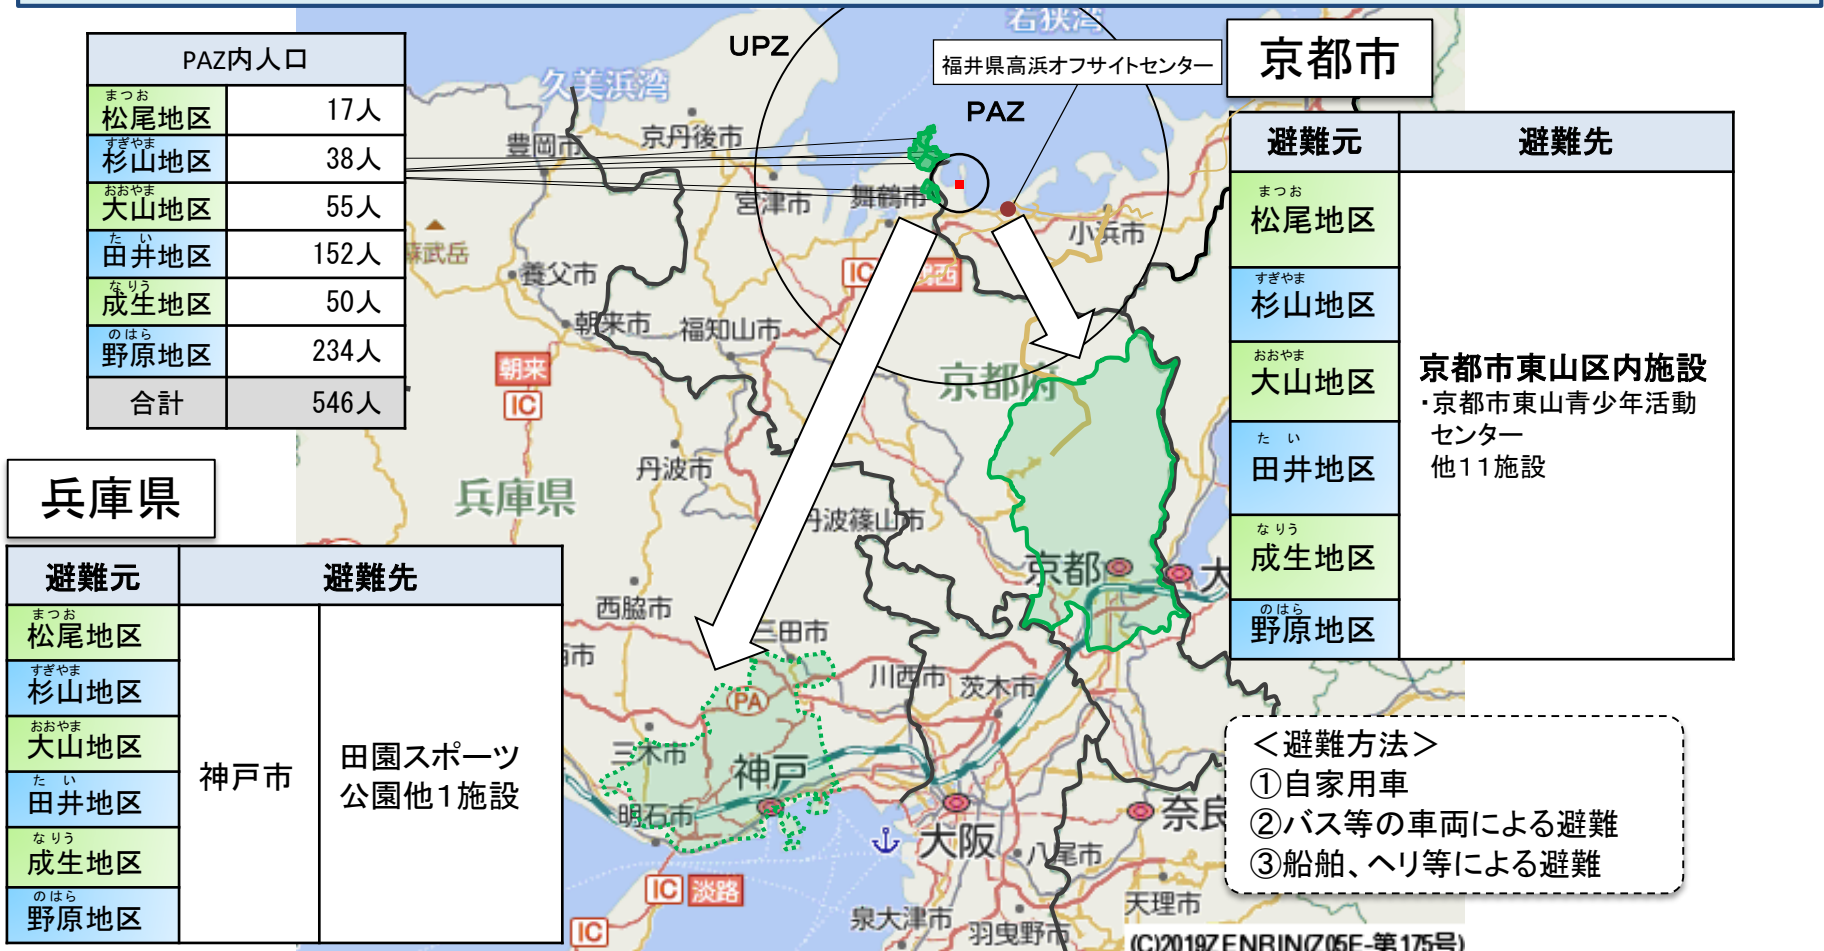 PAZ内人口
まつお
松尾地区 17人
すぎやま
杉山地区 38人
おおやま
大山地区 55人
たい
田井地区 152人
なりう
成生地区 50人
のはら
野原地区 234人
合計 546人
UPZ
PAZ
福井県高浜オフサイトセンター
若狭湾
久美浜湾
豊岡市
京丹後市
宮津市
舞鶴市
小浜市
蘇武岳
養父市
IC
朝来市
福知山市
朝来
IC
京都府
丹波市
兵庫県
丹波篠山市
京都
西脇市
三田市
川西市
茨木市
PA
三木市
神戸
明石市
大阪
八尾市
奈良
IC 淡路
IC
泉大津市
羽曳野市
天理市
(C)2019ZENRIN(Z05E-第175号)
京都市
避難元 避難先
まつお
松尾地区
すぎやま
杉山地区
おおやま
大山地区
たい
田井地区
なりう
成生地区
のはら
野原地区
京都市東山区内施設
・京都市東山青少年活動
センター
他11施設
兵庫県
避難元 避難先
まつお
松尾地区
すぎやま
杉山地区
おおやま
大山地区
たい
田井地区
なりう
成生地区
のはら
野原地区
神戸市
田園スポーツ
公園他1施設
＜避難方法＞
①自家用車
②バス等の車両による避難
③船舶、ヘリ等による避難